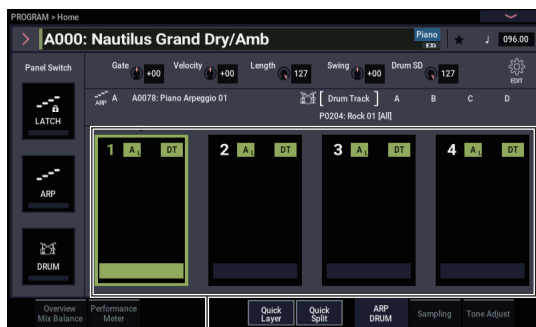 PROGRAM > Home
A000: Nautilus Grand Dry/Amb
Piano
EXi
♩ 096.00
Panel Switch
Gate +00 Velocity +00 Length 127 Swing +00 Drum SD 127
EDIT
ARP A A0078: Piano Arpeggio 01 [ Drum Track ] A B C D
P0204: Rock 01 [All]
LATCH
1 A L DT 2 A L DT 3 A L DT 4 A L DT
ARP
DRUM
Overview Mix Balance
Performance Meter
Quick Layer
Quick Split
ARP DRUM
Sampling
Tone Adjust